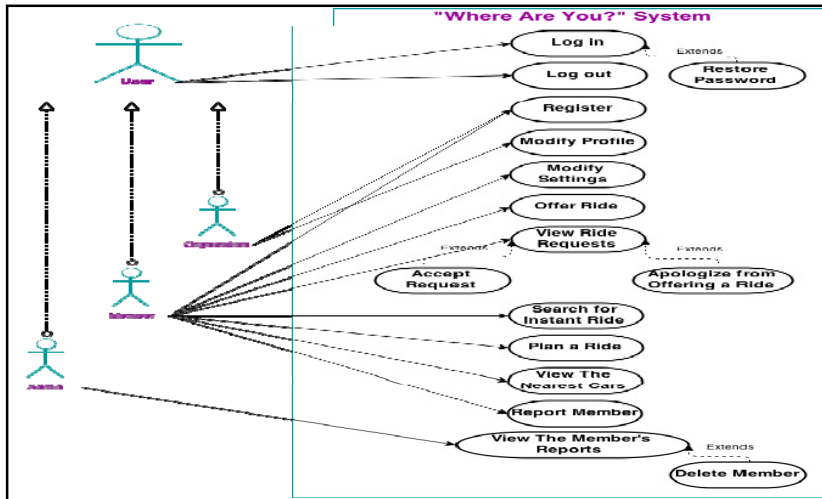 "Where Are You?" System
Log in
Extends
Restore
Password
User
Log out
Register
Modify Profile
Modify
Settings
Offer Ride
View Ride
Requests
Extends
Extends
Accept
Request
Apologize from
Offering a Ride
Member
Search for
Instant Ride
Plan a Ride
View The
Nearest Cars
Admin
Report Member
View The Member's
Reports
Extends
Delete Member